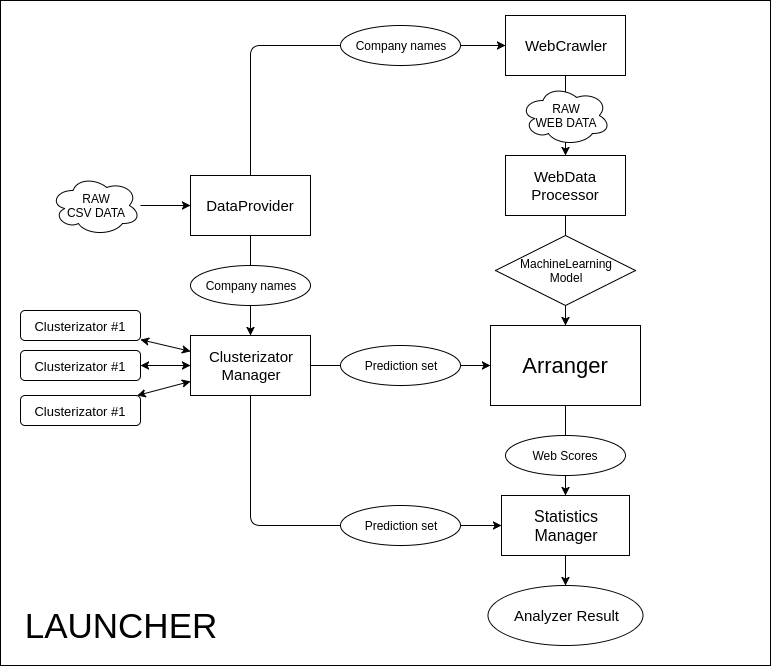 Company names
WebCrawler
RAW
WEB DATA
WebData
Processor
RAW
CSV DATA
DataProvider
MachineLearning
Model
Company names
Clusterizator #1
Clusterizator #1
Clusterizator #1
Clusterizator
Manager
Prediction set
Arranger
Web Scores
Prediction set
Statistics
Manager
Analyzer Result
LAUNCHER